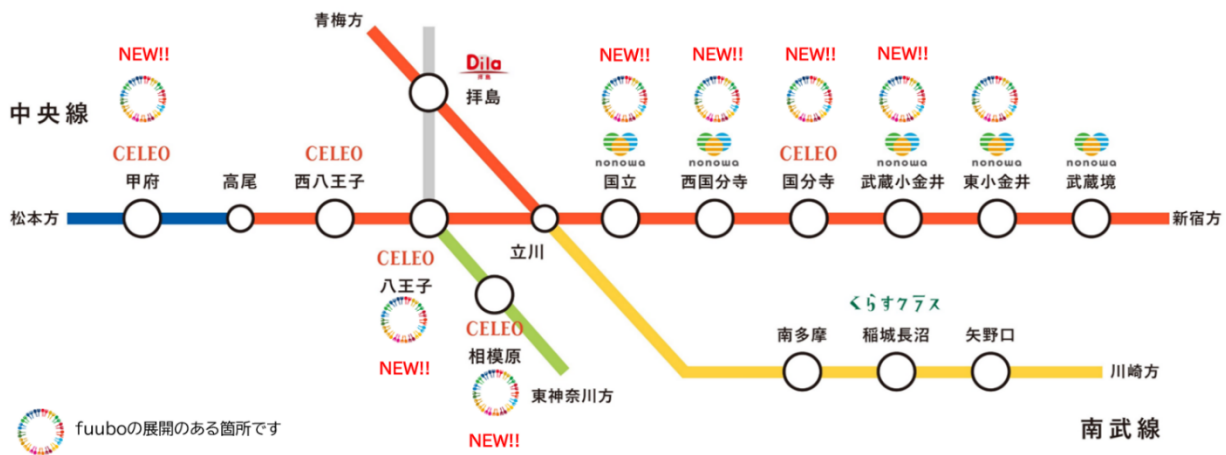 青梅方
NEW!!
NEW!!
NEW!!
NEW!!
NEW!!
Dila
拝島
拝島
中央線
CELEO
甲府
高尾
CELEO
西八王子
nonowa
国立
nonowa
西国分寺
CELEO
国分寺
nonowa
武蔵小金井
nonowa
東小金井
nonowa
武蔵境
松本方
新宿方
立川
CELEO
八王子
NEW!!
CELEO
相模原
NEW!!
東神奈川方
くらすクラス
南多摩
稲城長沼
矢野口
川崎方
南武線
fuuboの展開のある箇所です